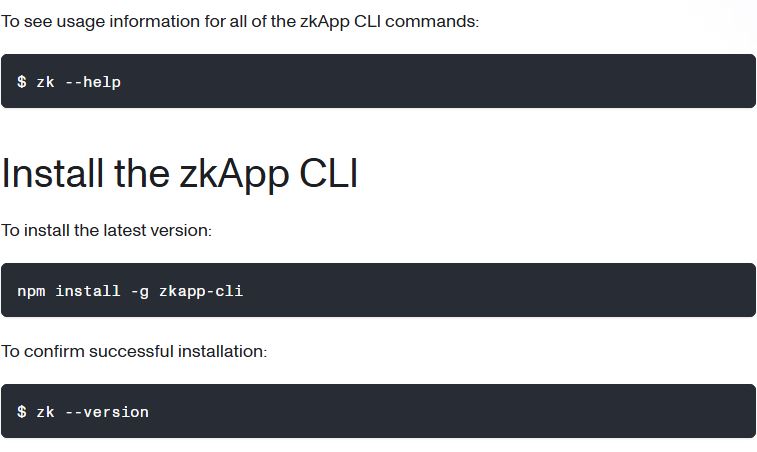 To see usage information for all of the zkApp CLI commands:
$ zk --help
Install the zkApp CLI
To install the latest version:
npm install -g zkapp-cli
To confirm successful installation:
$ zk --version